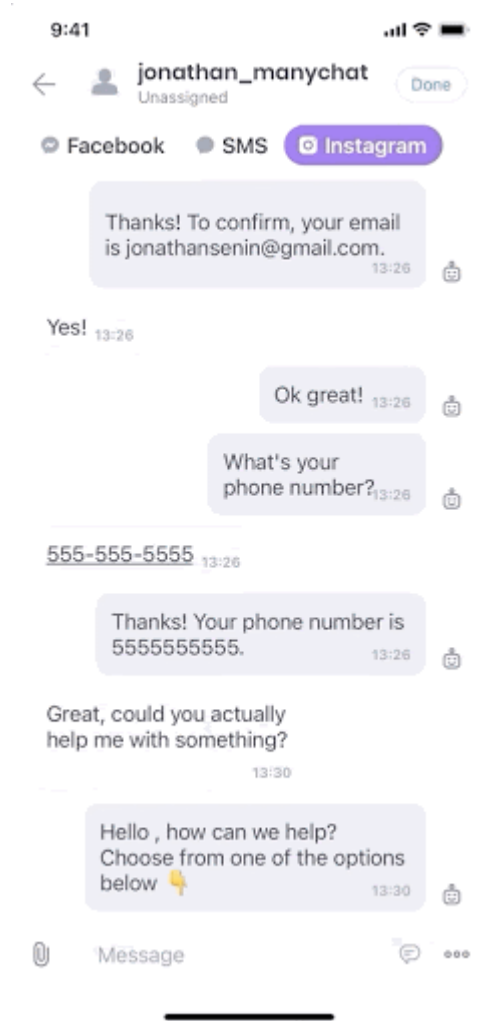 9:41
jonathan_manychat
Unassigned
Done
Facebook
SMS
Instagram
Thanks! To confirm, your email
is jonathansenin@gmail.com.
13:26
Yes! 13:26
Ok great! 13:26
What's your
phone number? 13:26
555-555-5555 13:26
Thanks! Your phone number is
5555555555.
13:26
Great, could you actually
help me with something?
13:30
Hello , how can we help?
Choose from one of the options
below 👇
13:30
Message